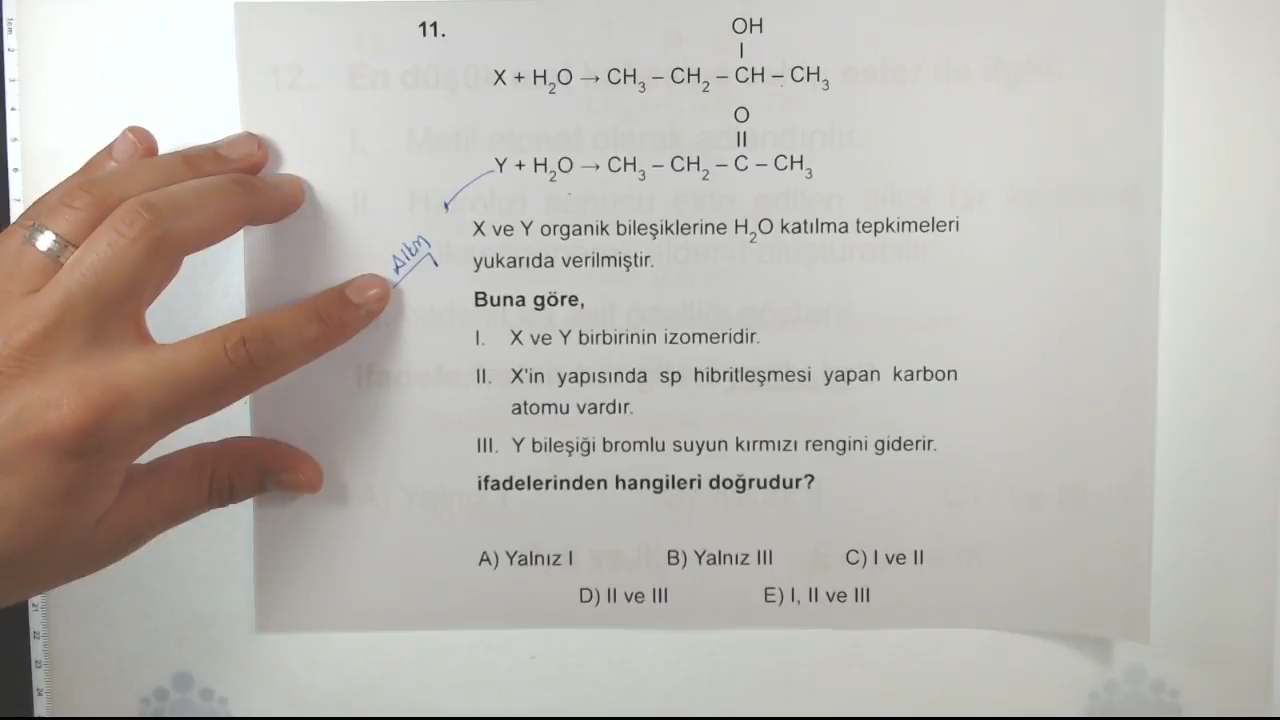 11.
OH
|
X + H₂O → CH₃ – CH₂ – CH – CH₃
O
||
Y + H₂O → CH₃ – CH₂ – C – CH₃
Alkin
X ve Y organik bileşiklerine H₂O katılma tepkimeleri
yukarıda verilmiştir.
Buna göre,
I. X ve Y birbirinin izomeridir.
II. X'in yapısında sp hibritleşmesi yapan karbon
atomu vardır.
III. Y bileşiği bromlu suyun kırmızı rengini giderir.
ifadelerinden hangileri doğrudur?
A) Yalnız I B) Yalnız III C) I ve II
D) II ve III E) I, II ve III